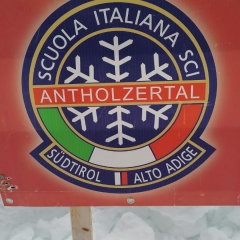 SCUOLA ITALIANA SCI
ANTHOLZERTAL
SÜDTIROL ALTO ADIGE